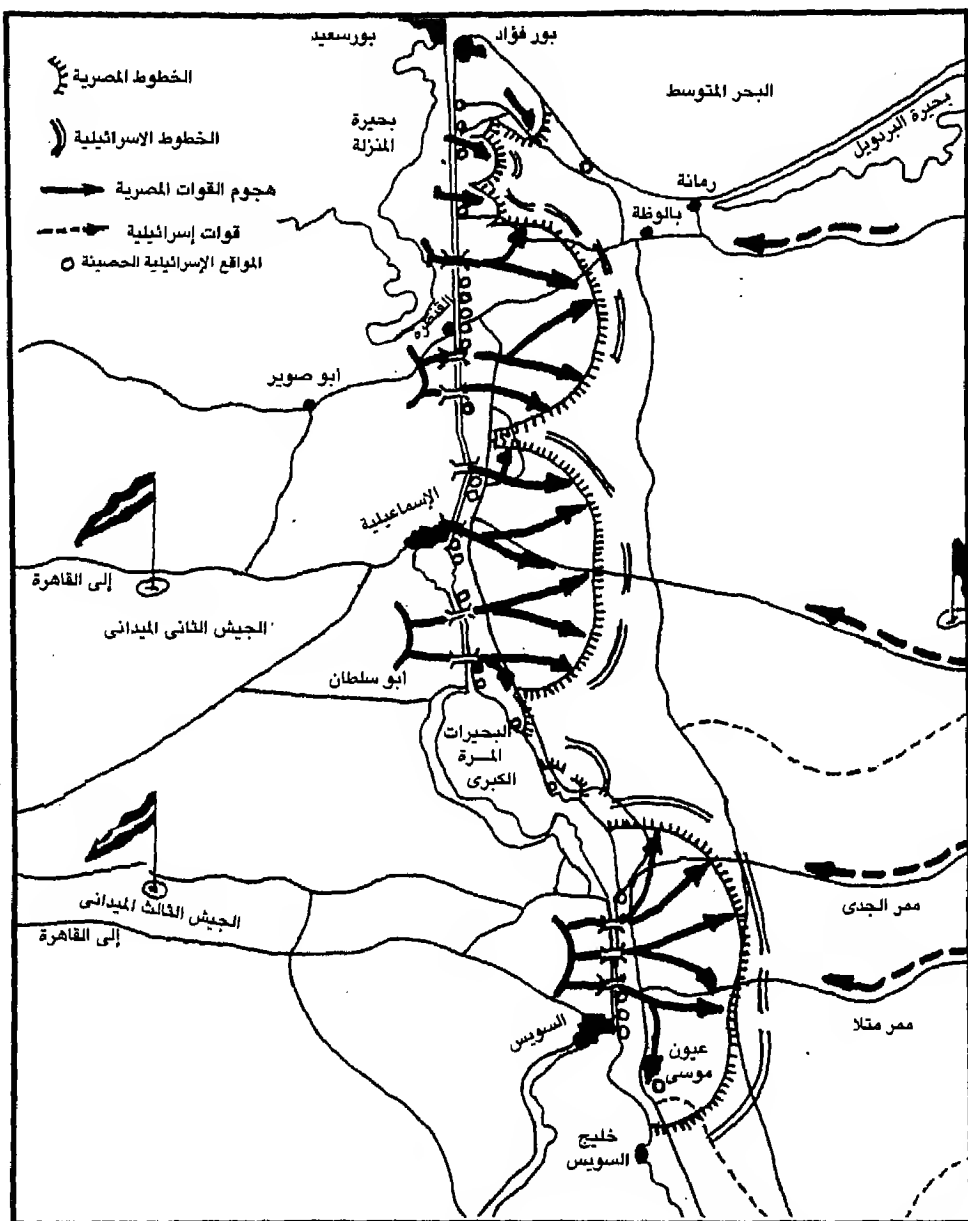 بورسعيد
بور فؤاد
الخطوط المصرية
الخطوط الإسرائيلية
هجوم القوات المصرية
قوات إسرائيلية
المواقع الإسرائيلية الحصينة
البحر المتوسط
بحيرة البردويل
بحيرة
المنزلة
رمانة
بالوظة
القنطرة
ابو صوير
الإسماعيلية
إلى القاهرة
الجيش الثانى الميدانى
ابو سلطان
البحيرات
المــرة
الكبرى
الجيش الثالث الميدانى
إلى القاهرة
ممر الجدى
ممر متلا
السويس
عيون
موسى
خليج
السويس